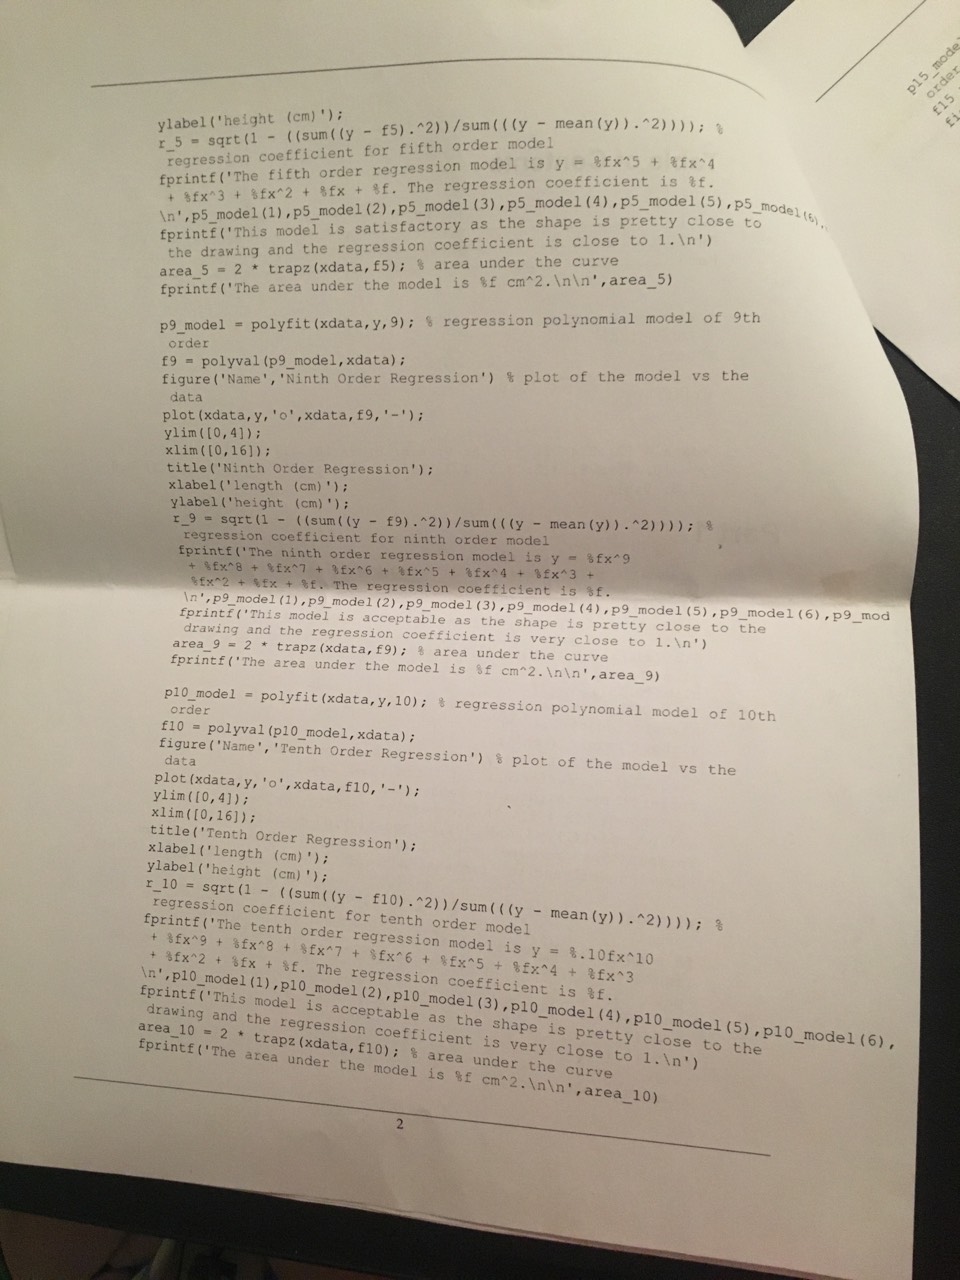 ylabel('height (cm)');
r_5 = sqrt(1 - ((sum((y - f5).^2))/sum(((y - mean(y)).^2)))); %
regression coefficient for fifth order model
fprintf('The fifth order regression model is y = %fx^5 + %fx^4
+ %fx^3 + %fx^2 + %fx + %f. The regression coefficient is %f.
\n',p5_model(1),p5_model(2),p5_model(3),p5_model(4),p5_model(5),p5_model(6),
fprintf('This model is satisfactory as the shape is pretty close to
the drawing and the regression coefficient is close to 1.\n')
area_5 = 2 * trapz(xdata,f5); % area under the curve
fprintf('The area under the model is %f cm^2.\n\n',area_5)
p9_model = polyfit(xdata,y,9); % regression polynomial model of 9th
order
f9 = polyval(p9_model,xdata);
figure('Name','Ninth Order Regression') % plot of the model vs the
data
plot(xdata,y,'o',xdata,f9,'-');
ylim([0,4]);
xlim([0,16]);
title('Ninth Order Regression');
xlabel('length (cm)');
ylabel('height (cm)');
r_9 = sqrt(1 - ((sum((y - f9).^2))/sum(((y - mean(y)).^2)))); %
regression coefficient for ninth order model
fprintf('The ninth order regression model is y = %fx^9
+ %fx^8 + %fx^7 + %fx^6 + %fx^5 + %fx^4 + %fx^3 +
%fx^2 + %fx + %f. The regression coefficient is %f.
\n',p9_model(1),p9_model(2),p9_model(3),p9_model(4),p9_model(5),p9_model(6),p9_mod
fprintf('This model is acceptable as the shape is pretty close to the
drawing and the regression coefficient is very close to 1.\n')
area_9 = 2 * trapz(xdata,f9); % area under the curve
fprintf('The area under the model is %f cm^2.\n\n',area_9)
p10_model = polyfit(xdata,y,10); % regression polynomial model of 10th
order
f10 = polyval(p10_model,xdata);
figure('Name','Tenth Order Regression') % plot of the model vs the
data
plot(xdata,y,'o',xdata,f10,'-');
ylim([0,4]);
xlim([0,16]);
title('Tenth Order Regression');
xlabel('length (cm)');
ylabel('height (cm)');
r_10 = sqrt(1 - ((sum((y - f10).^2))/sum(((y - mean(y)).^2)))); %
regression coefficient for tenth order model
fprintf('The tenth order regression model is y = %.10fx^10
+ %fx^9 + %fx^8 + %fx^7 + %fx^6 + %fx^5 + %fx^4 + %fx^3
+ %fx^2 + %fx + %f. The regression coefficient is %f.
\n',p10_model(1),p10_model(2),p10_model(3),p10_model(4),p10_model(5),p10_model(6),
fprintf('This model is acceptable as the shape is pretty close to the
drawing and the regression coefficient is very close to 1.\n')
area_10 = 2 * trapz(xdata,f10); % area under the curve
fprintf('The area under the model is %f cm^2.\n\n',area_10)
2
p15_mode
order
f15